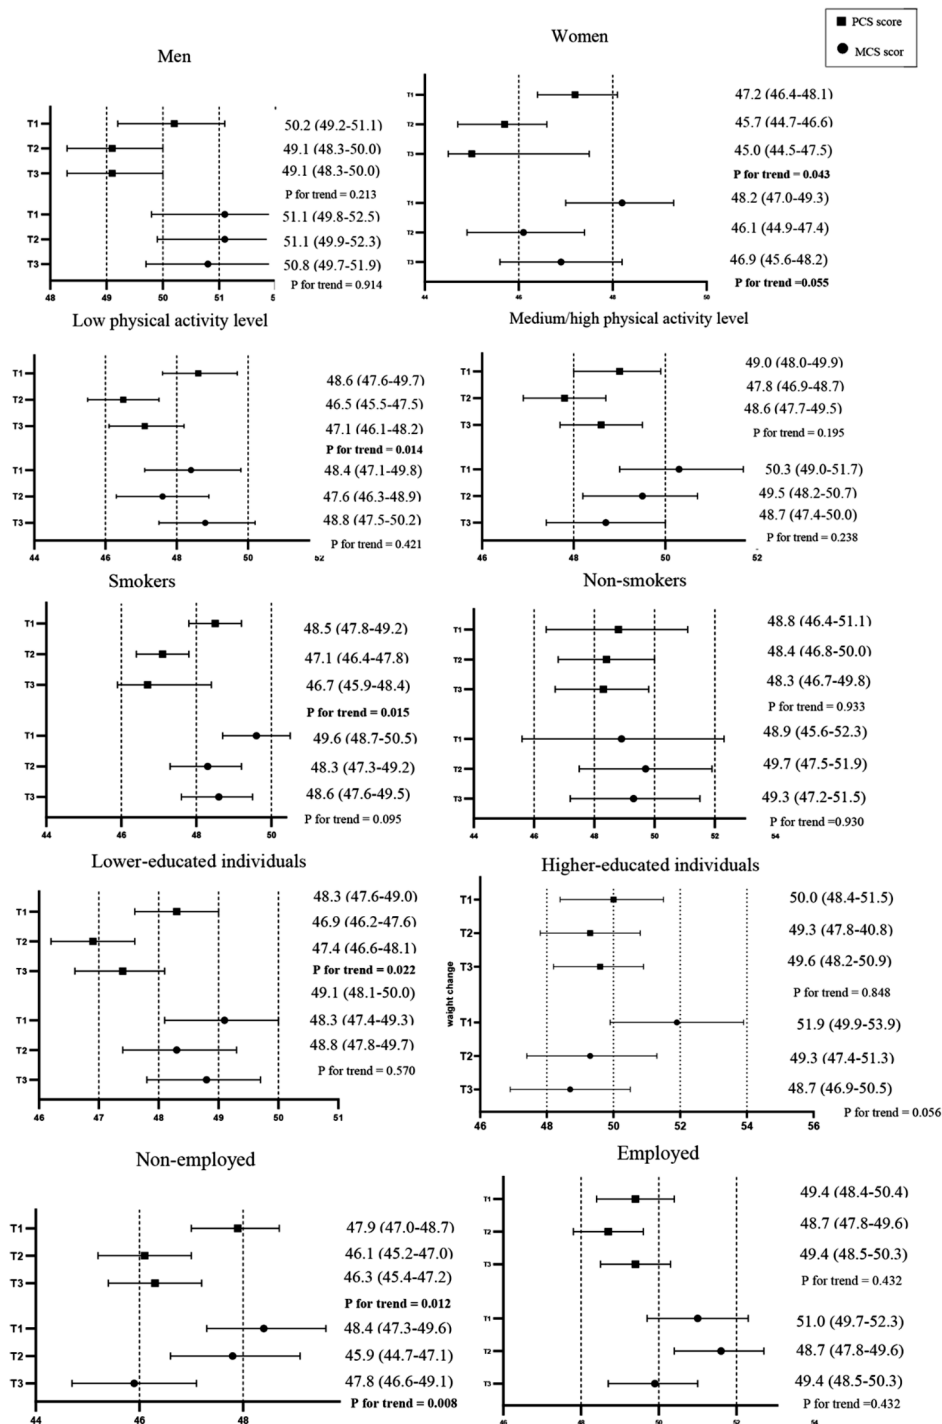 PCS score
MCS scor
Men
T1
50.2 (49.2-51.1)
T2
49.1 (48.3-50.0)
T3
49.1 (48.3-50.0)
P for trend = 0.213
T1
51.1 (49.8-52.5)
T2
51.1 (49.9-52.3)
T3
50.8 (49.7-51.9)
P for trend = 0.914
48 49 50 51 5
Women
T1
47.2 (46.4-48.1)
T2
45.7 (44.7-46.6)
T3
45.0 (44.5-47.5)
P for trend = 0.043
T1
48.2 (47.0-49.3)
T2
46.1 (44.9-47.4)
T3
46.9 (45.6-48.2)
P for trend =0.055
44 46 48 50
Low physical activity level
T1
48.6 (47.6-49.7)
T2
46.5 (45.5-47.5)
T3
47.1 (46.1-48.2)
P for trend = 0.014
T1
48.4 (47.1-49.8)
T2
47.6 (46.3-48.9)
T3
48.8 (47.5-50.2)
P for trend = 0.421
44 46 48 50 52
Medium/high physical activity level
T1
49.0 (48.0-49.9)
T2
47.8 (46.9-48.7)
T3
48.6 (47.7-49.5)
P for trend = 0.195
T1
50.3 (49.0-51.7)
T2
49.5 (48.2-50.7)
T3
48.7 (47.4-50.0)
P for trend = 0.238
46 48 50 52
Smokers
T1
48.5 (47.8-49.2)
T2
47.1 (46.4-47.8)
T3
46.7 (45.9-48.4)
P for trend = 0.015
T1
49.6 (48.7-50.5)
T2
48.3 (47.3-49.2)
T3
48.6 (47.6-49.5)
P for trend = 0.095
44 46 48 50
Non-smokers
T1
48.8 (46.4-51.1)
T2
48.4 (46.8-50.0)
T3
48.3 (46.7-49.8)
P for trend = 0.933
T1
48.9 (45.6-52.3)
T2
49.7 (47.5-51.9)
T3
49.3 (47.2-51.5)
P for trend =0.930
44 46 48 50 52 54
Lower-educated individuals
T1
48.3 (47.6-49.0)
46.9 (46.2-47.6)
T2
47.4 (46.6-48.1)
T3
P for trend = 0.022
49.1 (48.1-50.0)
T1
48.3 (47.4-49.3)
T2
48.8 (47.8-49.7)
P for trend = 0.570
T3
46 47 48 49 50 51
Higher-educated individuals
weight change
T1
50.0 (48.4-51.5)
T2
49.3 (47.8-40.8)
T3
49.6 (48.2-50.9)
P for trend = 0.848
T1
51.9 (49.9-53.9)
T2
49.3 (47.4-51.3)
T3
48.7 (46.9-50.5)
P for trend = 0.056
46 48 50 52 54 56
Non-employed
T1
47.9 (47.0-48.7)
T2
46.1 (45.2-47.0)
T3
46.3 (45.4-47.2)
P for trend = 0.012
T1
48.4 (47.3-49.6)
T2
45.9 (44.7-47.1)
T3
47.8 (46.6-49.1)
P for trend = 0.008
44 46 48
Employed
T1
49.4 (48.4-50.4)
T2
48.7 (47.8-49.6)
T3
49.4 (48.5-50.3)
P for trend = 0.432
T1
51.0 (49.7-52.3)
T2
48.7 (47.8-49.6)
T3
49.4 (48.5-50.3)
P for trend =0.432
46 48 50 52 54